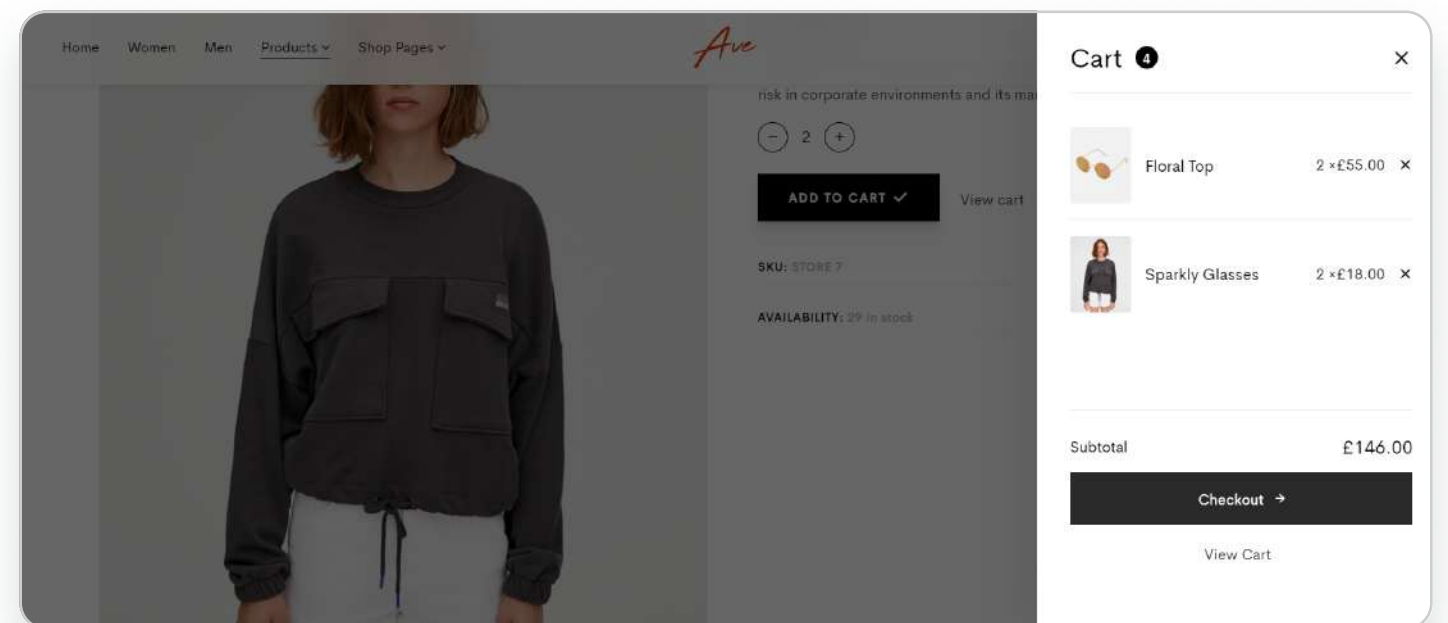 Home Women Men Products Shop Pages
Ave
risk in corporate environments and its
− 2 +
ADD TO CART ✓ View cart
SKU: STORE 7
AVAILABILITY: 29 in stock
Cart 4 ×
Floral Top 2 ×£55.00 ×
Sparkly Glasses 2 ×£18.00 ×
Subtotal £146.00
Checkout →
View Cart